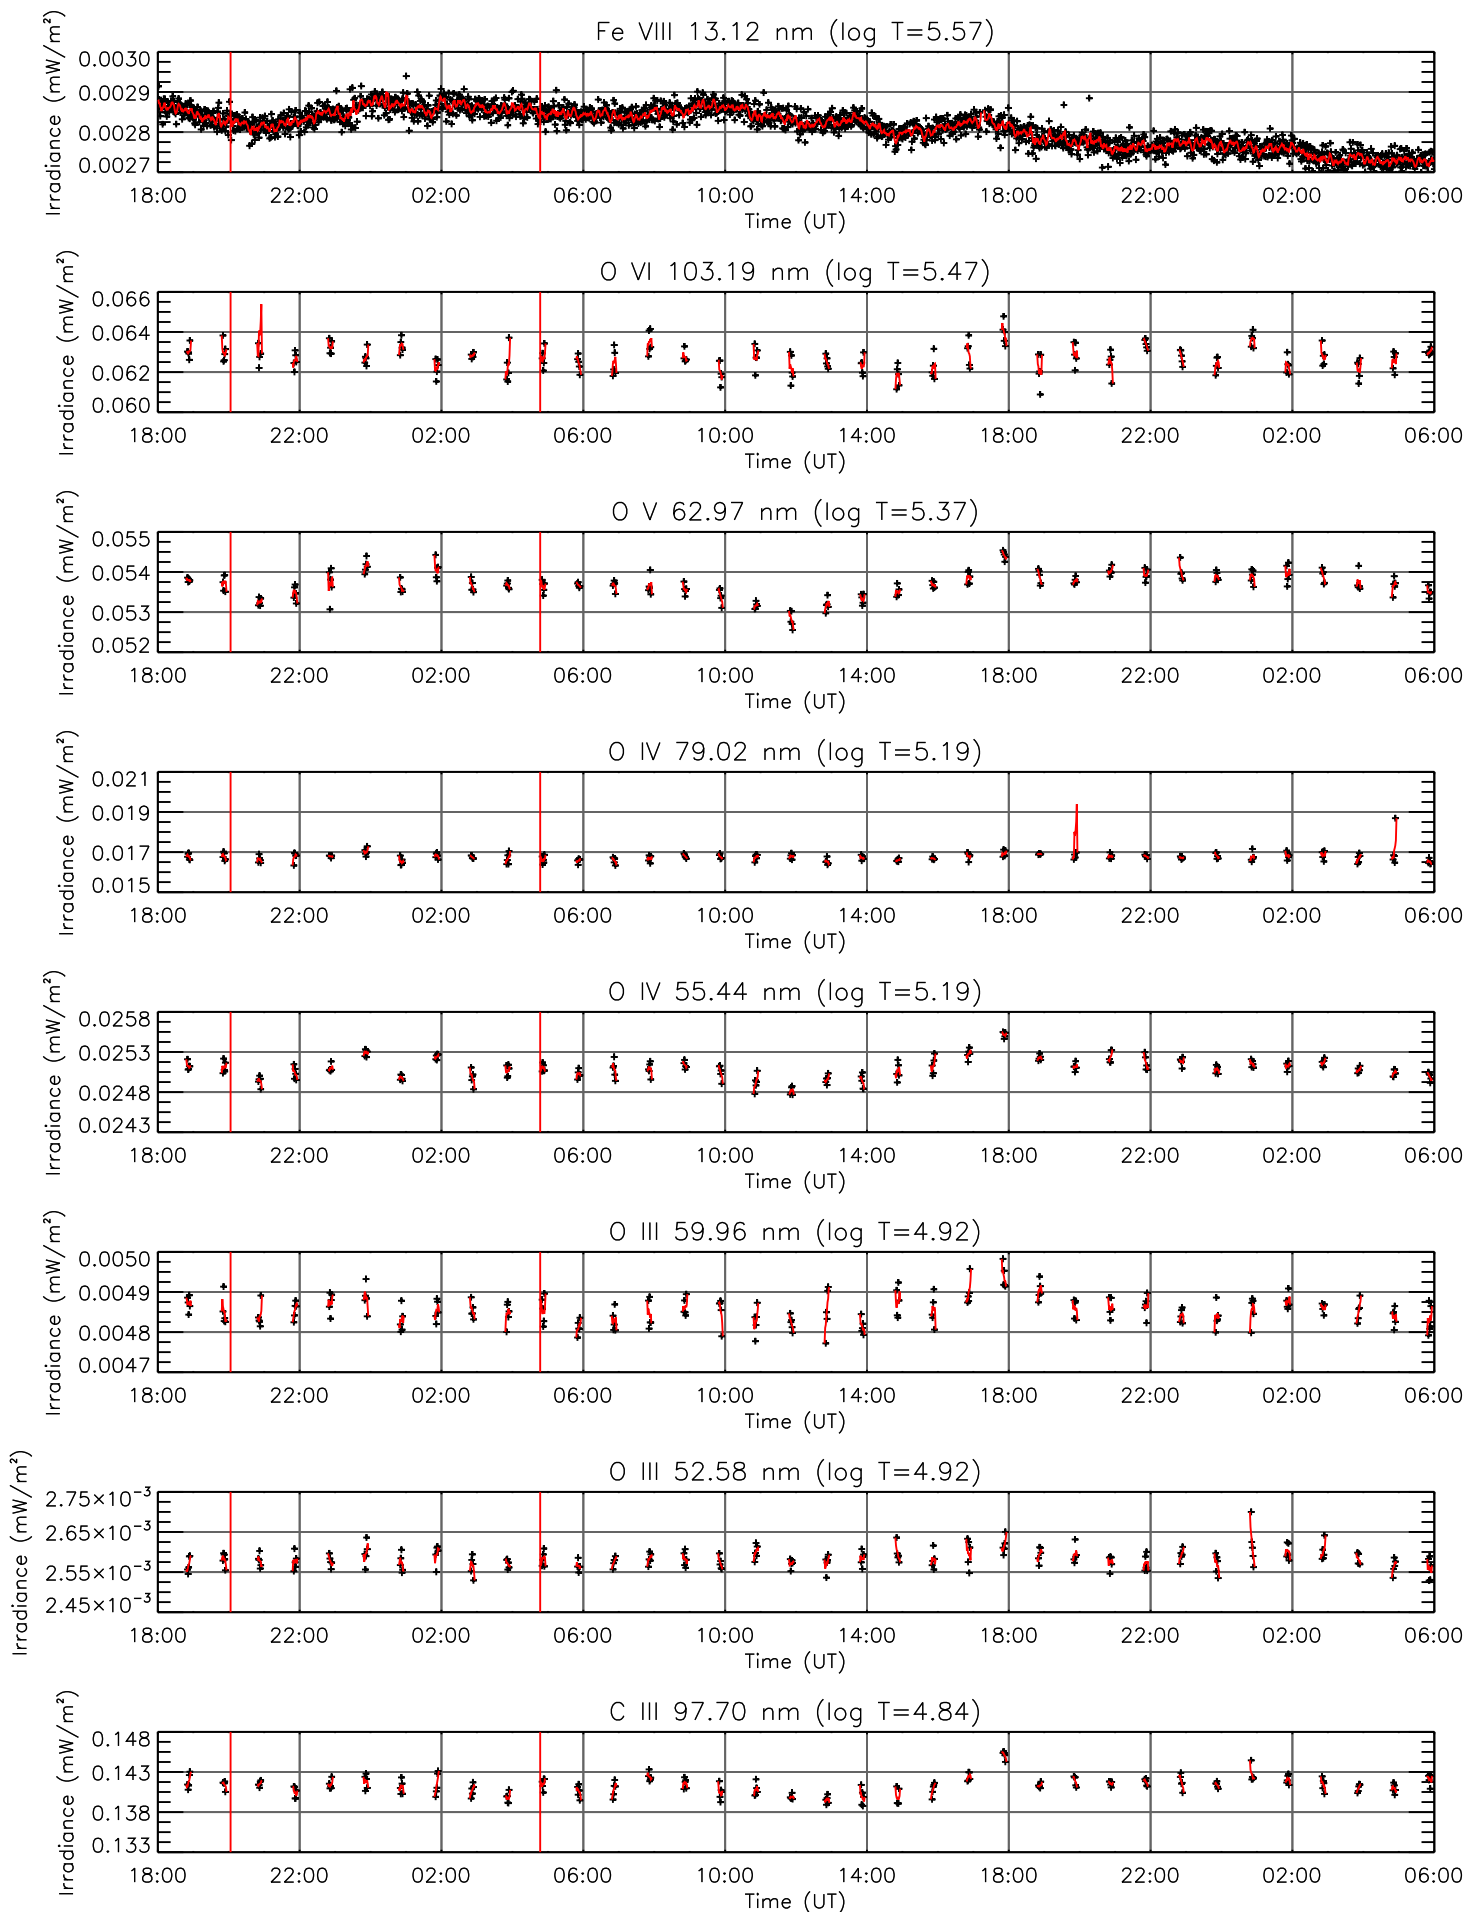 Fe VIII 13.12 nm (log T=5.57)
Irradiance (mW/m²)
0.0030
0.0029
0.0028
0.0027
18:00 22:00 02:00 06:00 10:00 14:00 18:00 22:00 02:00 06:00
Time (UT)
O VI 103.19 nm (log T=5.47)
Irradiance (mW/m²)
0.066
0.064
0.062
0.060
18:00 22:00 02:00 06:00 10:00 14:00 18:00 22:00 02:00 06:00
Time (UT)
O V 62.97 nm (log T=5.37)
Irradiance (mW/m²)
0.055
0.054
0.053
0.052
18:00 22:00 02:00 06:00 10:00 14:00 18:00 22:00 02:00 06:00
Time (UT)
O IV 79.02 nm (log T=5.19)
Irradiance (mW/m²)
0.021
0.019
0.017
0.015
18:00 22:00 02:00 06:00 10:00 14:00 18:00 22:00 02:00 06:00
Time (UT)
O IV 55.44 nm (log T=5.19)
Irradiance (mW/m²)
0.0258
0.0253
0.0248
0.0243
18:00 22:00 02:00 06:00 10:00 14:00 18:00 22:00 02:00 06:00
Time (UT)
O III 59.96 nm (log T=4.92)
Irradiance (mW/m²)
0.0050
0.0049
0.0048
0.0047
18:00 22:00 02:00 06:00 10:00 14:00 18:00 22:00 02:00 06:00
Time (UT)
O III 52.58 nm (log T=4.92)
Irradiance (mW/m²)
2.75×10⁻³
2.65×10⁻³
2.55×10⁻³
2.45×10⁻³
18:00 22:00 02:00 06:00 10:00 14:00 18:00 22:00 02:00 06:00
Time (UT)
C III 97.70 nm (log T=4.84)
Irradiance (mW/m²)
0.148
0.143
0.138
0.133
18:00 22:00 02:00 06:00 10:00 14:00 18:00 22:00 02:00 06:00
Time (UT)